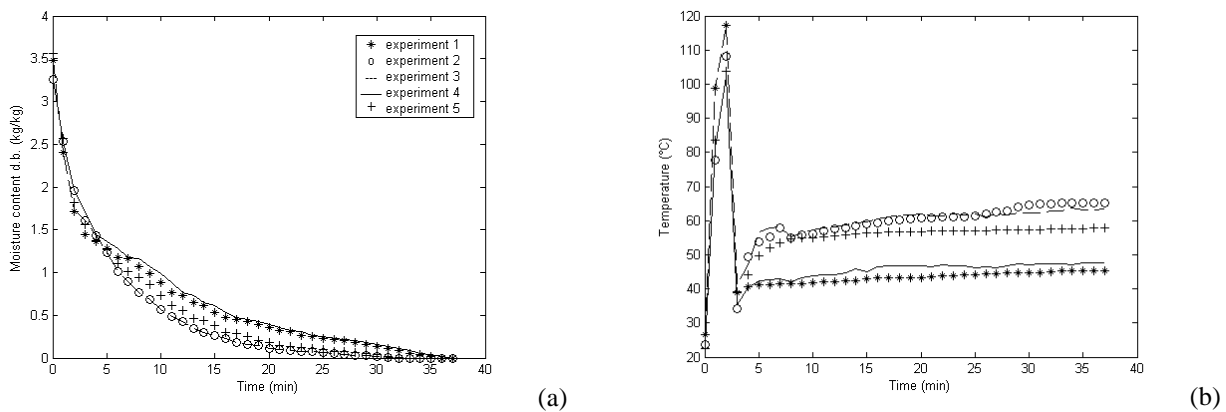 4
3.5
3
2.5
2
1.5
1
0.5
0
Moisture content d.b. (kg/kg)
experiment 1
experiment 2
experiment 3
experiment 4
experiment 5
0 5 10 15 20 25 30 35 40
Time (min)
(a)
120
110
100
90
80
70
60
50
40
30
20
Temperature (°C)
0 5 10 15 20 25 30 35 40
Time (min)
(b)